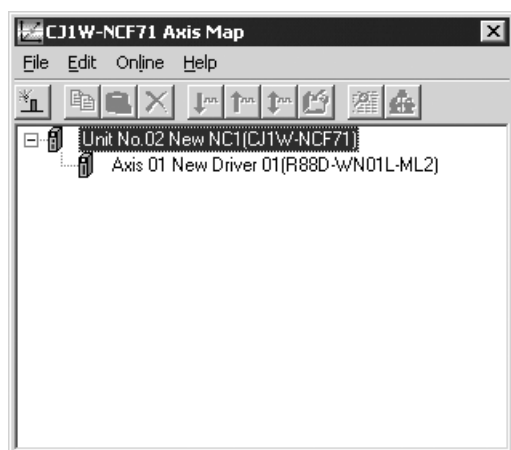 CJ1W-NCF71 Axis Map
File Edit Online Help
Unit No.02 New NC1(CJ1W-NCF71)
Axis 01 New Driver 01(R88D-WN01L-ML2)